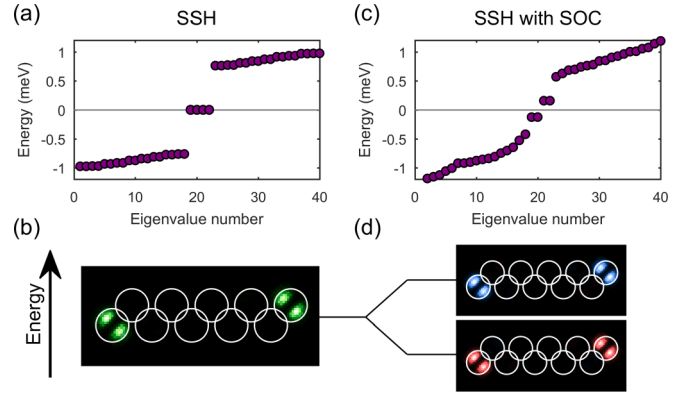 (a)
SSH
(c)
SSH with SOC
Energy (meV)
1
0.5
0
-0.5
-1
0
10
20
30
40
Eigenvalue number
Energy (meV)
1
0.5
0
-0.5
-1
0
10
20
30
40
Eigenvalue number
(b)
(d)
Energy